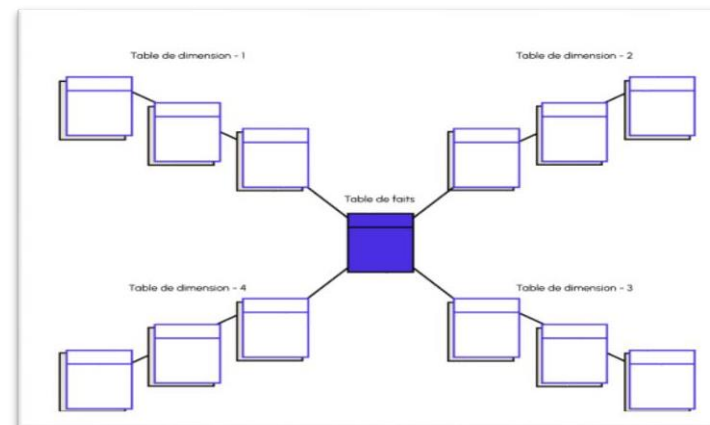 Table de dimension - 1
Table de dimension - 2
Table de faits
Table de dimension - 4
Table de dimension - 3